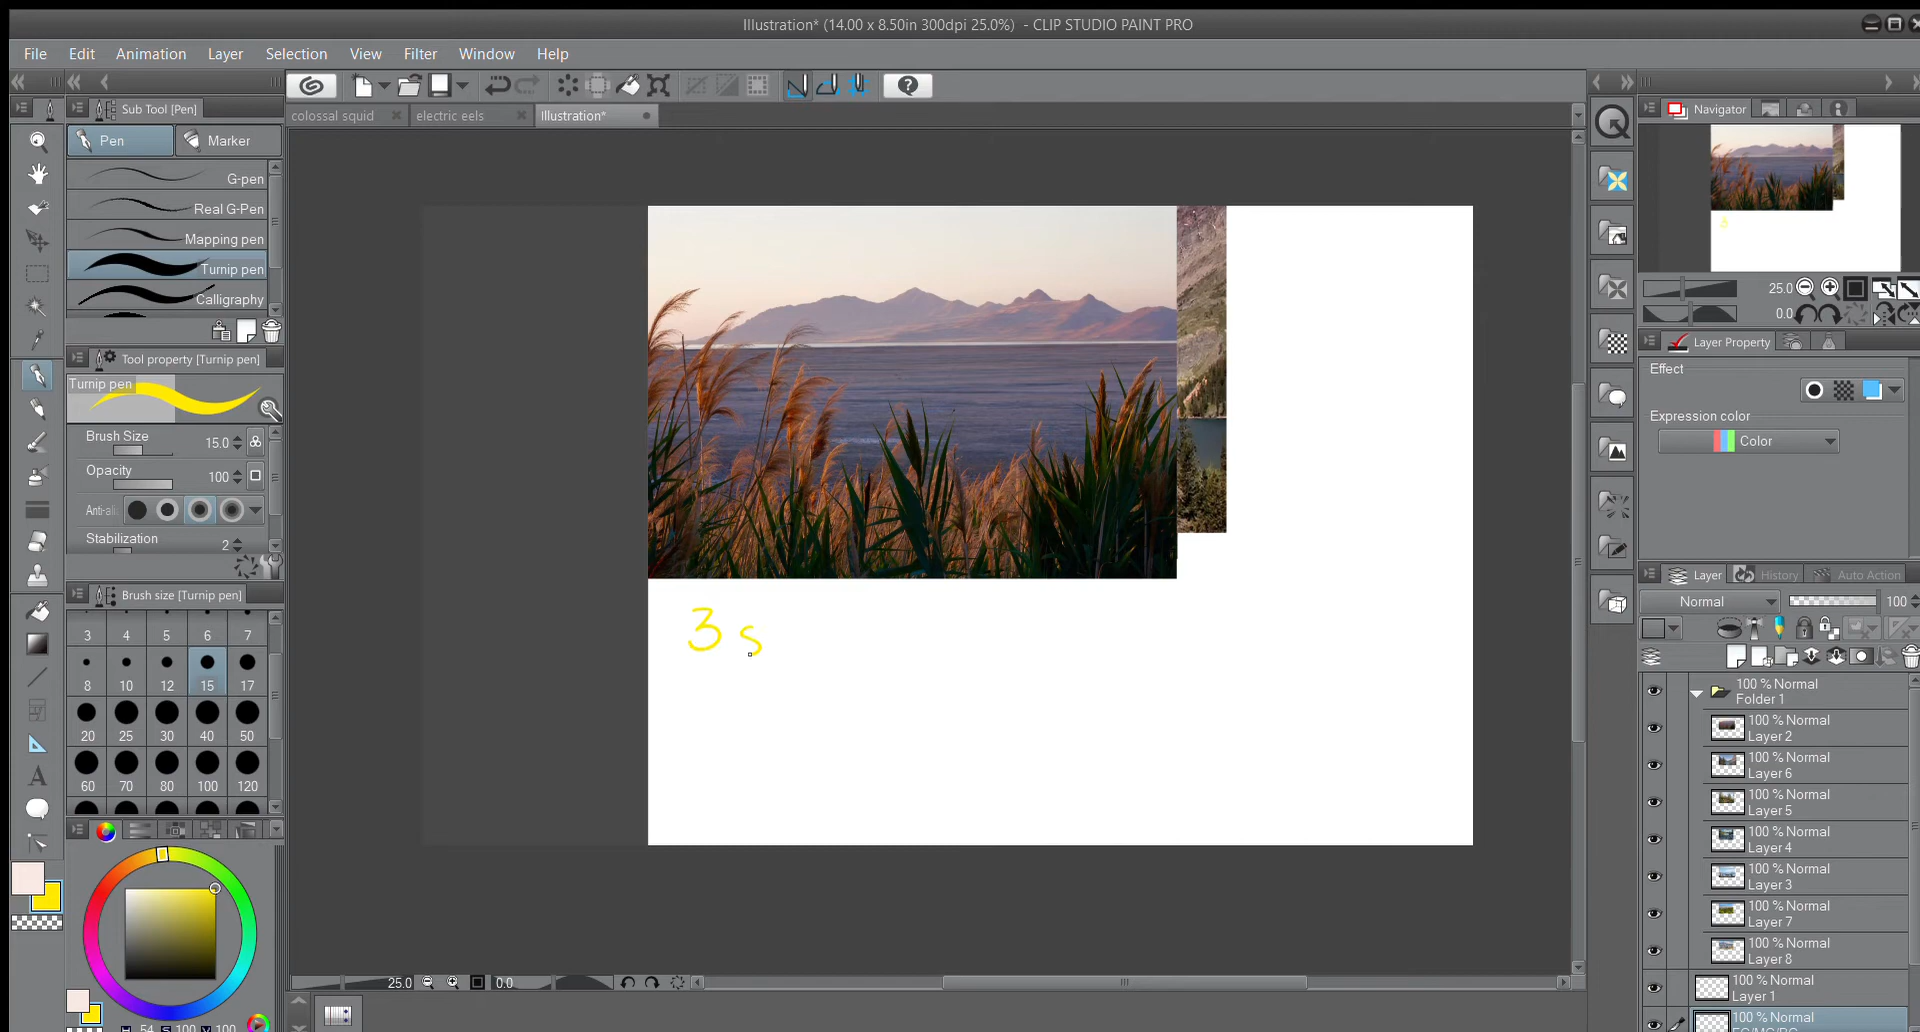 Illustration* (14.00 x 8.50in 300dpi 25.0%) - CLIP STUDIO PAINT PRO
File Edit Animation Layer Selection View Filter Window Help
Sub Tool [Pen]
colossal squid electric eels Illustration*
Navigator
Pen Marker
G-pen
Real G-Pen
Mapping pen
Turnip pen
Calligraphy
25.0
0.0
Tool property [Turnip pen]
Turnip pen
Brush Size 15.0
Opacity 100
Anti-ali
Stabilization 2
Layer Property
Effect
Expression color
Color
Brush size [Turnip pen]
3 4 5 6 7
8 10 12 15 17
20 25 30 40 50
60 70 80 100 120
3 s
Layer History Auto Action
Normal 100
100 % Normal
Folder 1
100 % Normal
Layer 2
100 % Normal
Layer 6
100 % Normal
Layer 5
100 % Normal
Layer 4
100 % Normal
Layer 3
100 % Normal
Layer 7
100 % Normal
Layer 8
100 % Normal
Layer 1
100 % Normal
25.0 0.0
H 54 S 100 V 100